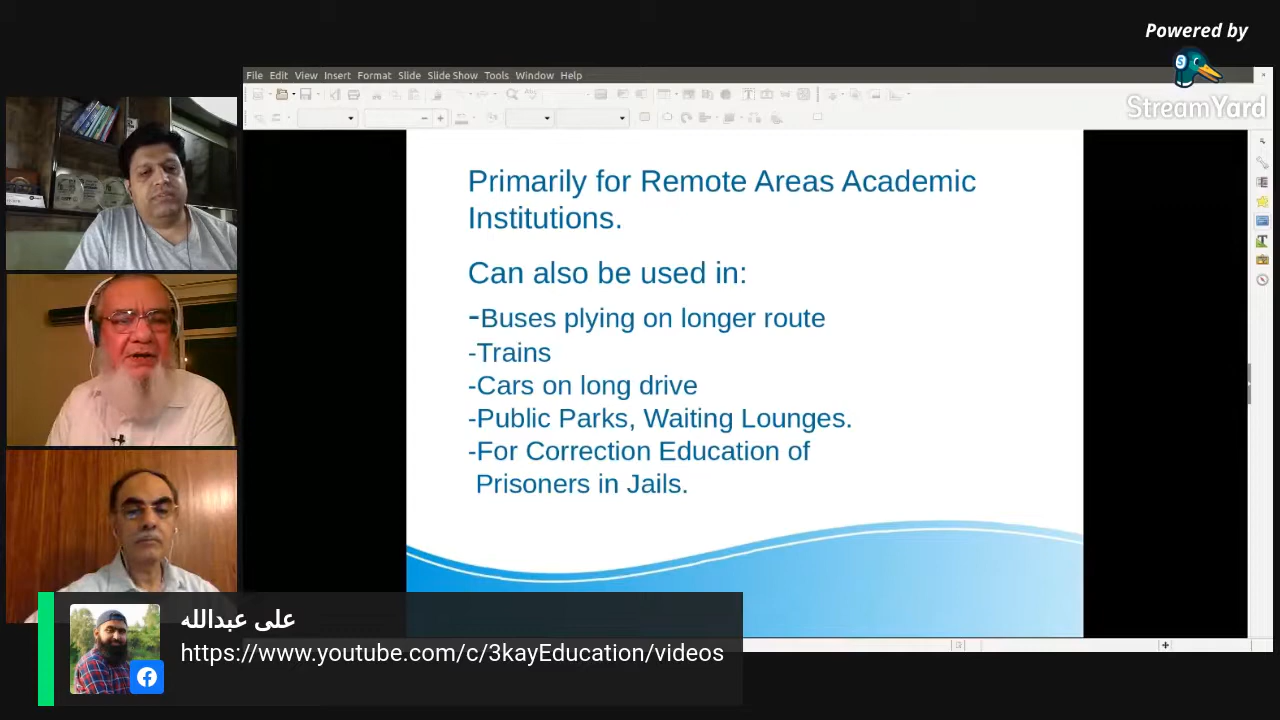 Powered by
StreamYard
File Edit View Insert Format Slide Slide Show Tools Window Help
Primarily for Remote Areas Academic
Institutions.
Can also be used in:
-Buses plying on longer route
-Trains
-Cars on long drive
-Public Parks, Waiting Lounges.
-For Correction Education of
Prisoners in Jails.
علی عبدالله
https://www.youtube.com/c/3kayEducation/videos